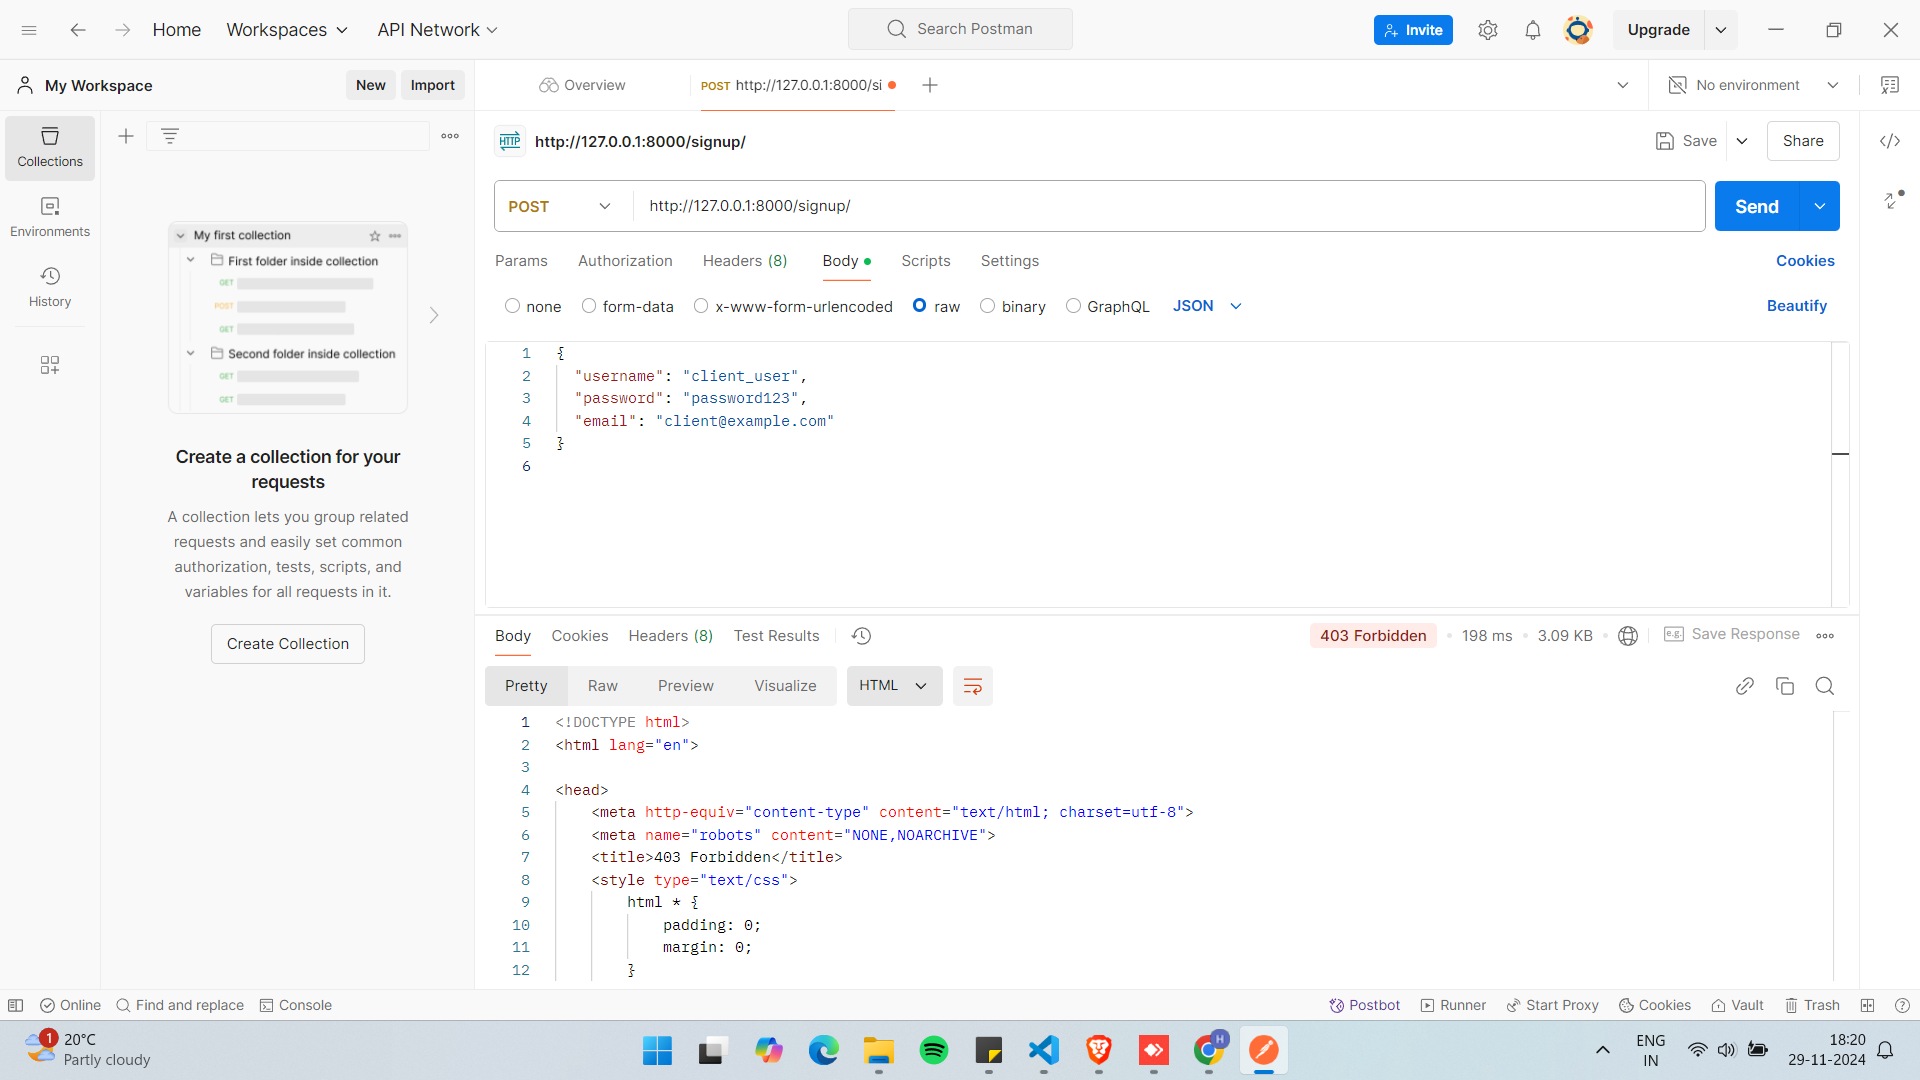 Home
Workspaces
API Network
Search Postman
Invite
Upgrade
My Workspace
New
Import
Overview
POST http://127.0.0.1:8000/si
No environment
Collections
Environments
History
My first collection
First folder inside collection
GET
POST
GET
Second folder inside collection
GET
GET
Create a collection for your
requests
A collection lets you group related
requests and easily set common
authorization, tests, scripts, and
variables for all requests in it.
Create Collection
HTTP http://127.0.0.1:8000/signup/
Save
Share
POST
http://127.0.0.1:8000/signup/
Send
Params
Authorization
Headers (8)
Body
Scripts
Settings
Cookies
none
form-data
x-www-form-urlencoded
raw
binary
GraphQL
JSON
Beautify
1 {
2 "username": "client_user",
3 "password": "password123",
4 "email": "client@example.com"
5 }
6
Body
Cookies
Headers (8)
Test Results
403 Forbidden
198 ms
3.09 KB
e.g. Save Response
Pretty
Raw
Preview
Visualize
HTML
1 <!DOCTYPE html>
2 <html lang="en">
3
4 <head>
5 <meta http-equiv="content-type" content="text/html; charset=utf-8">
6 <meta name="robots" content="NONE,NOARCHIVE">
7 <title>403 Forbidden</title>
8 <style type="text/css">
9 html * {
10 padding: 0;
11 margin: 0;
12 }
Online
Find and replace
Console
Postbot
Runner
Start Proxy
Cookies
Vault
Trash
1
20°C
Partly cloudy
H
ENG
IN
18:20
29-11-2024